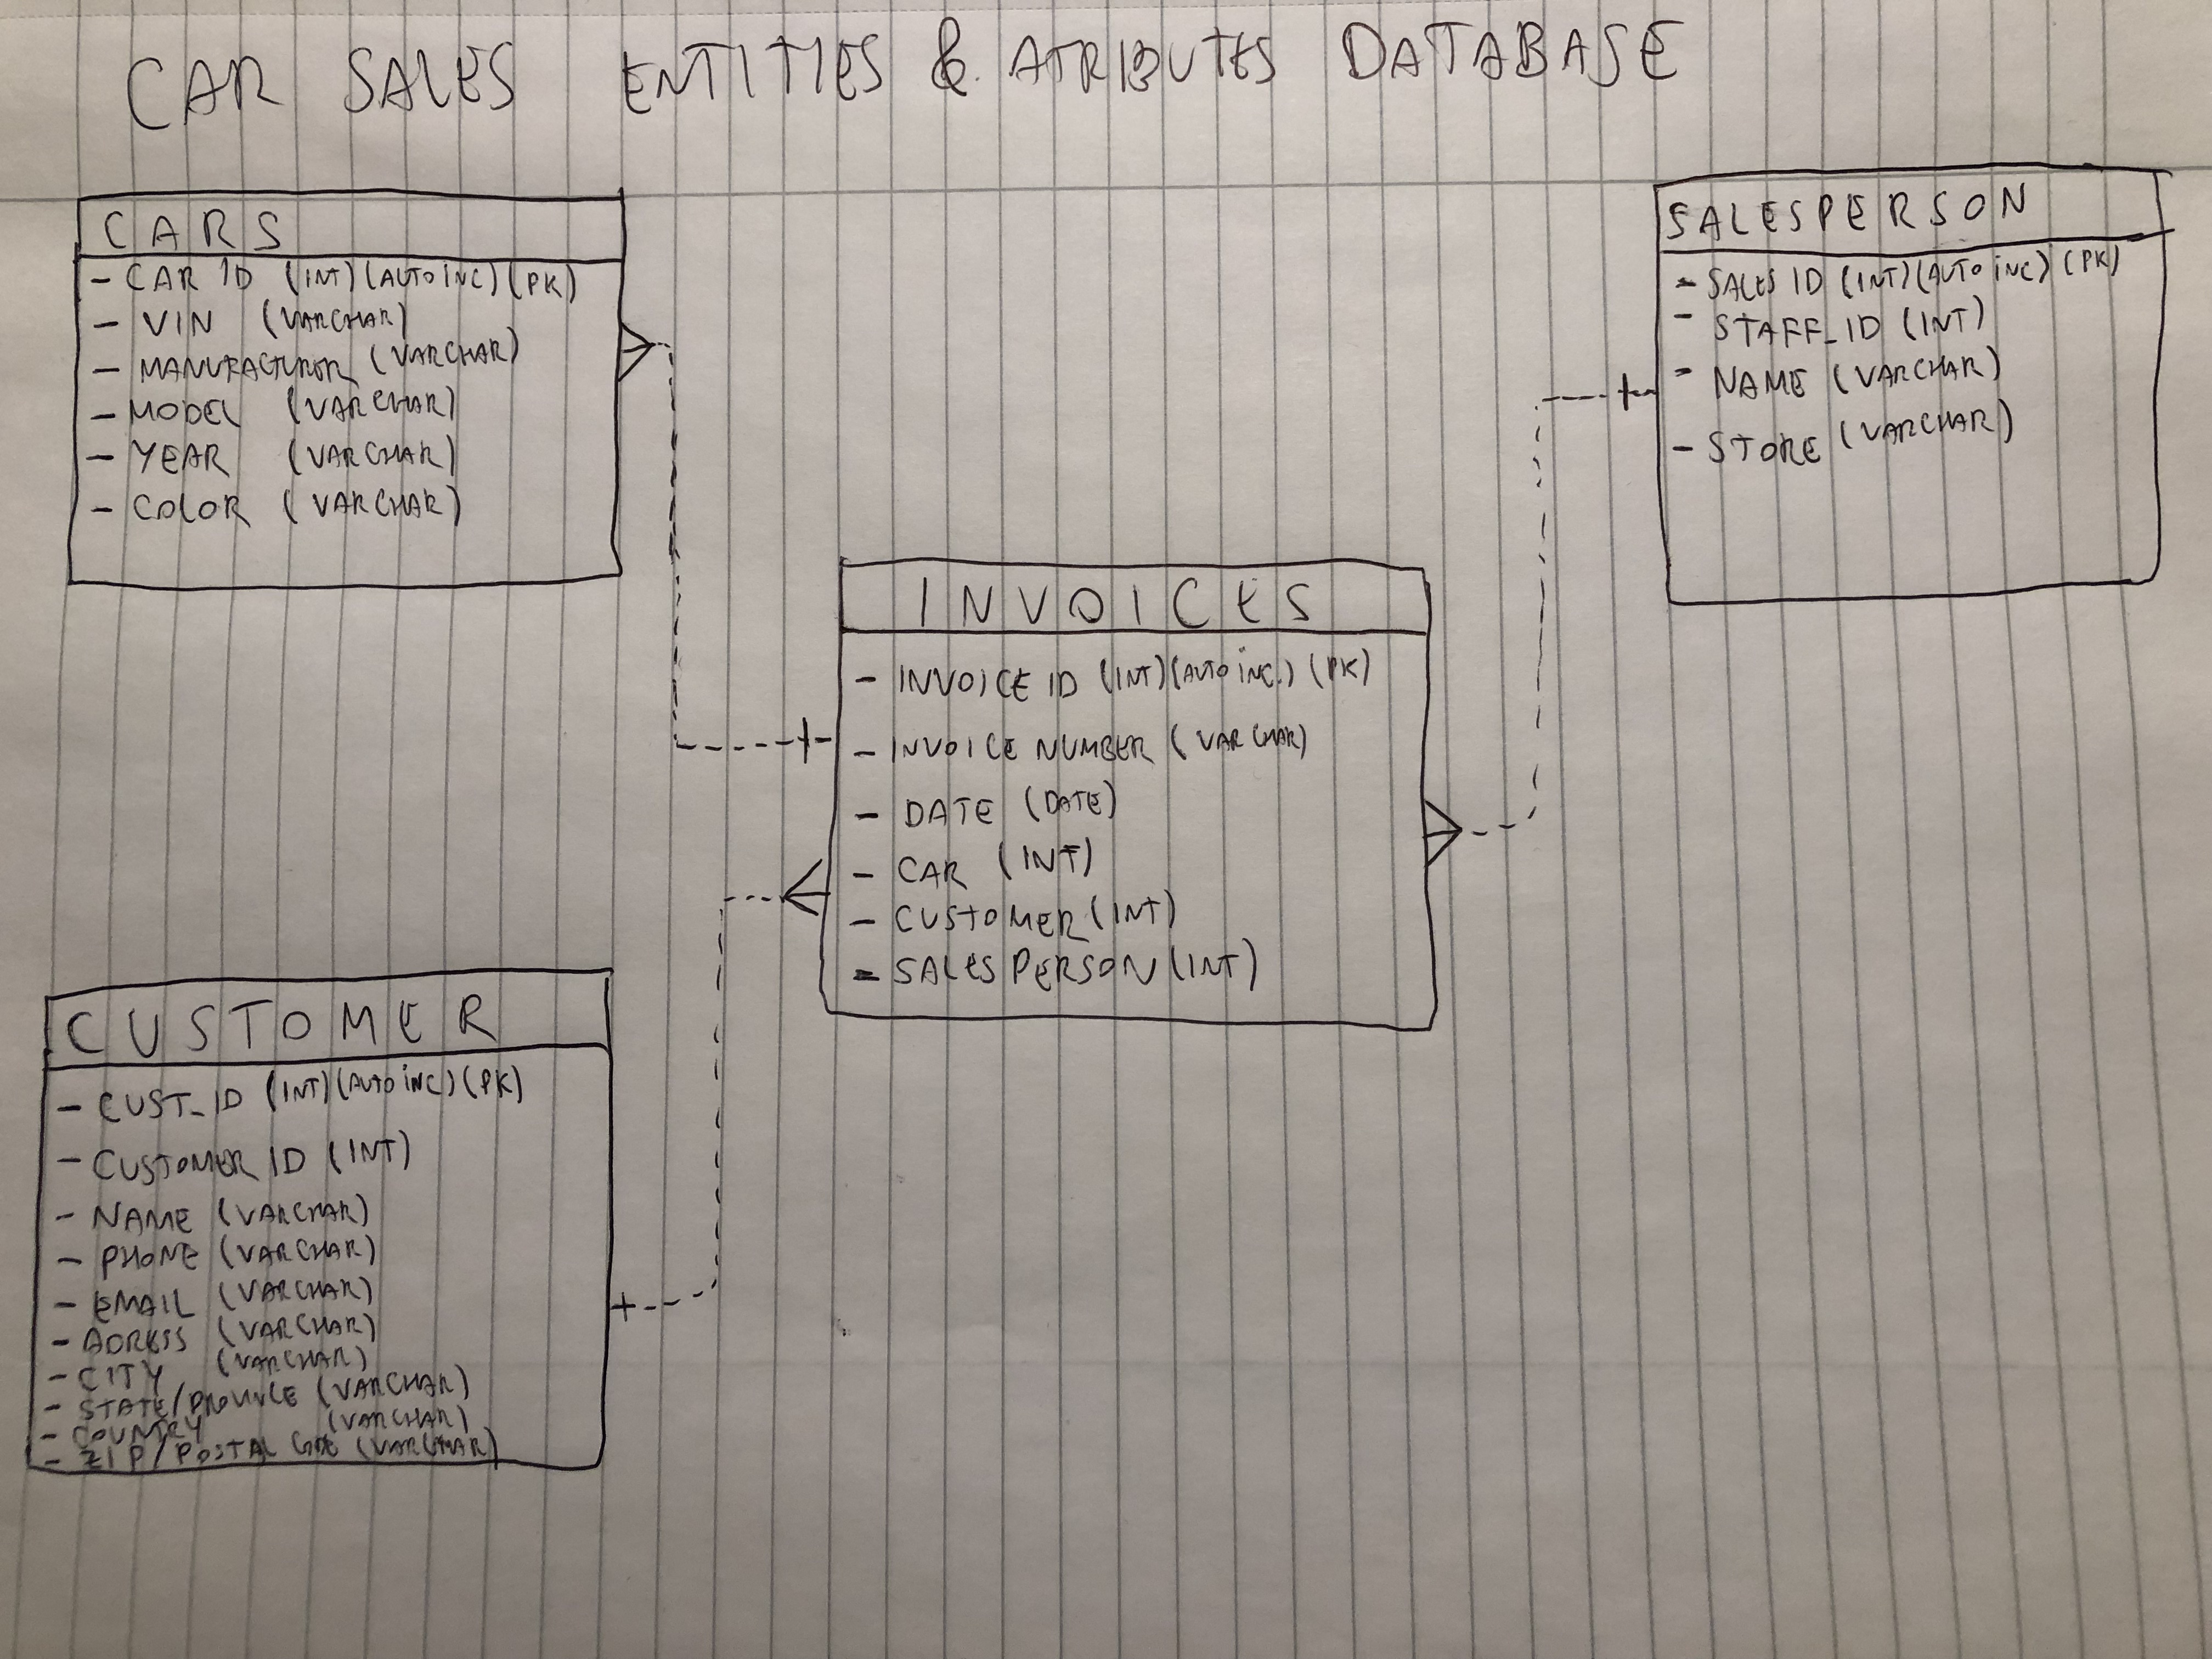 CAR SALES ENTITIES & ATRIBUTES DATABASE
CARS
- CAR ID (INT)(AUTO INC)(PK)
- VIN (VARCHAR)
- MANUFACTURER (VARCHAR)
- MODEL (VARCHAR)
- YEAR (VARCHAR)
- COLOR (VARCHAR)
CUSTOMER
- CUST_ID (INT)(AUTO INC)(PK)
- CUSTOMER ID (INT)
- NAME (VARCHAR)
- PHONE (VARCHAR)
- EMAIL (VARCHAR)
- ADRESS (VARCHAR)
- CITY (VARCHAR)
- STATE/PROVINCE (VARCHAR)
- COUNTRY (VARCHAR)
- ZIP/POSTAL CODE (VARCHAR)
INVOICES
- INVOICE ID (INT)(AUTO INC.)(PK)
- INVOICE NUMBER (VARCHAR)
- DATE (DATE)
- CAR (INT)
- CUSTOMER (INT)
- SALES PERSON (INT)
SALESPERSON
- SALES ID (INT)(AUTO INC)(PK)
- STAFF_ID (INT)
- NAME (VARCHAR)
- STORE (VARCHAR)